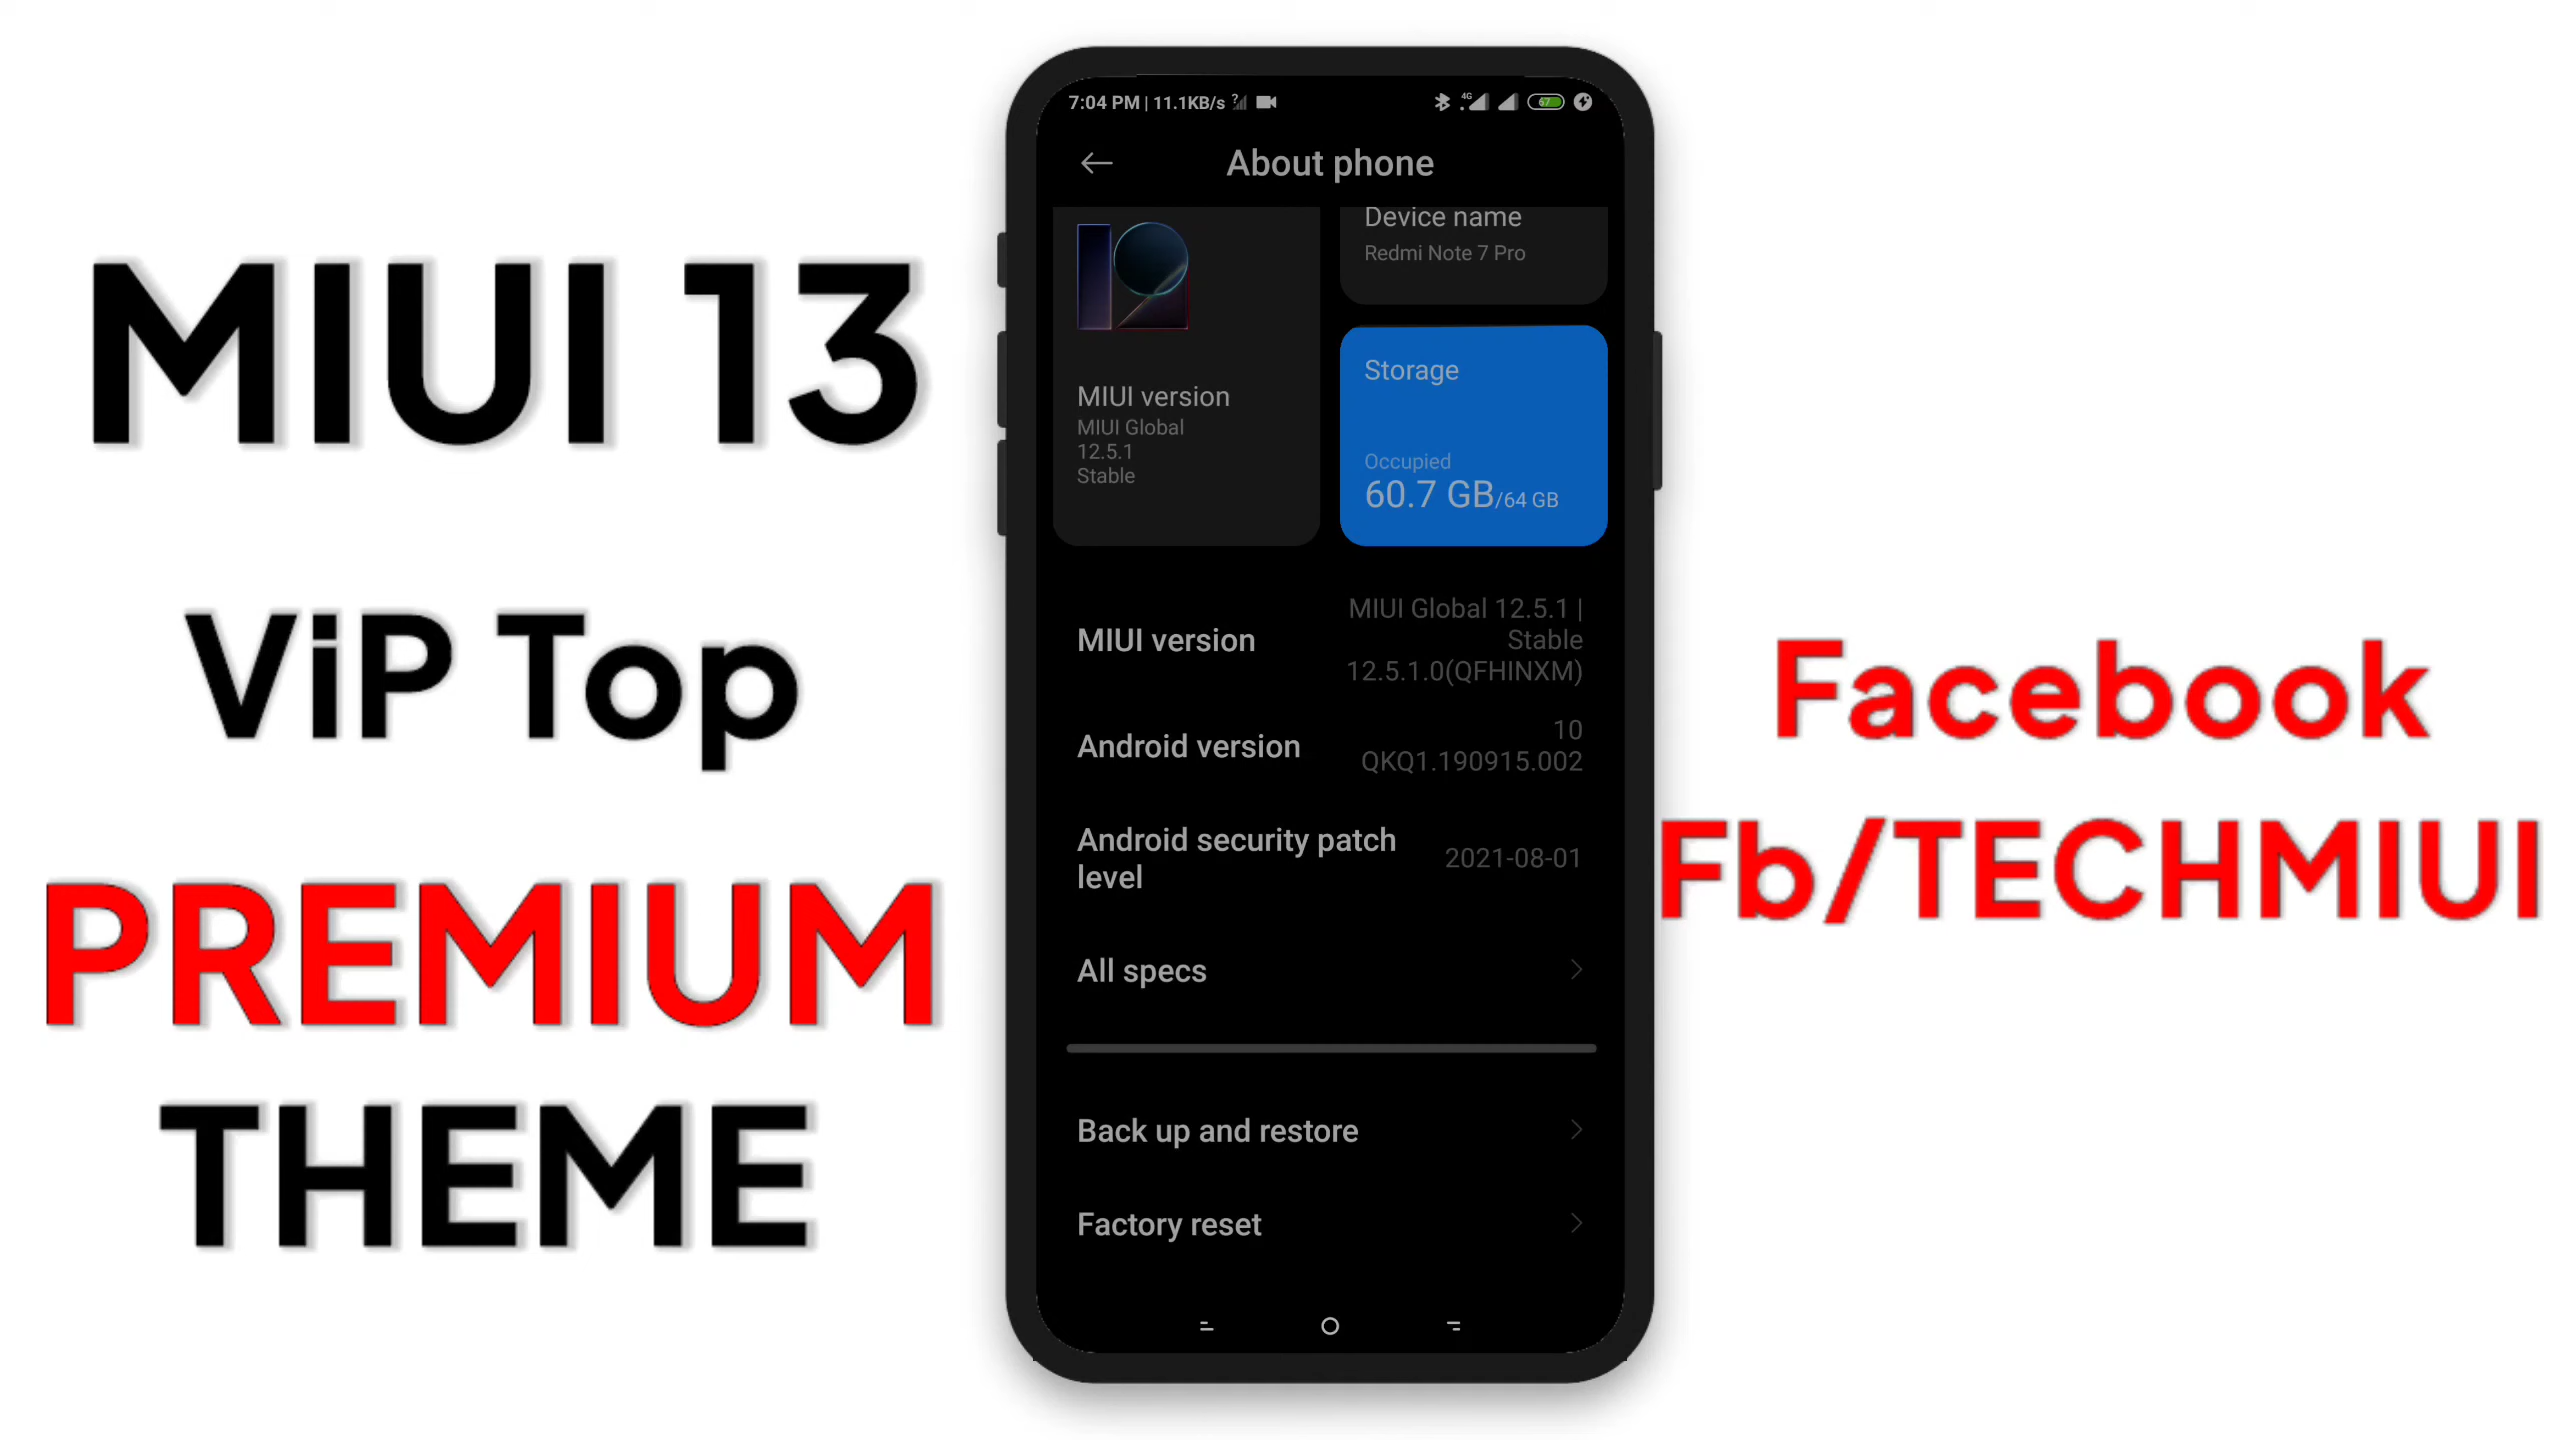 MIUI 13
ViP Top
PREMIUM
THEME
7:04 PM | 11.1KB/s ?
4G
67
About phone
Device name
Redmi Note 7 Pro
MIUI version
MIUI Global
12.5.1
Stable
Storage
Occupied
60.7 GB/64 GB
MIUI version
MIUI Global 12.5.1 |
Stable
12.5.1.0(QFHINXM)
Android version
10
QKQ1.190915.002
Android security patch
level
2021-08-01
All specs
Back up and restore
Factory reset
Facebook
Fb/TECHMIUI